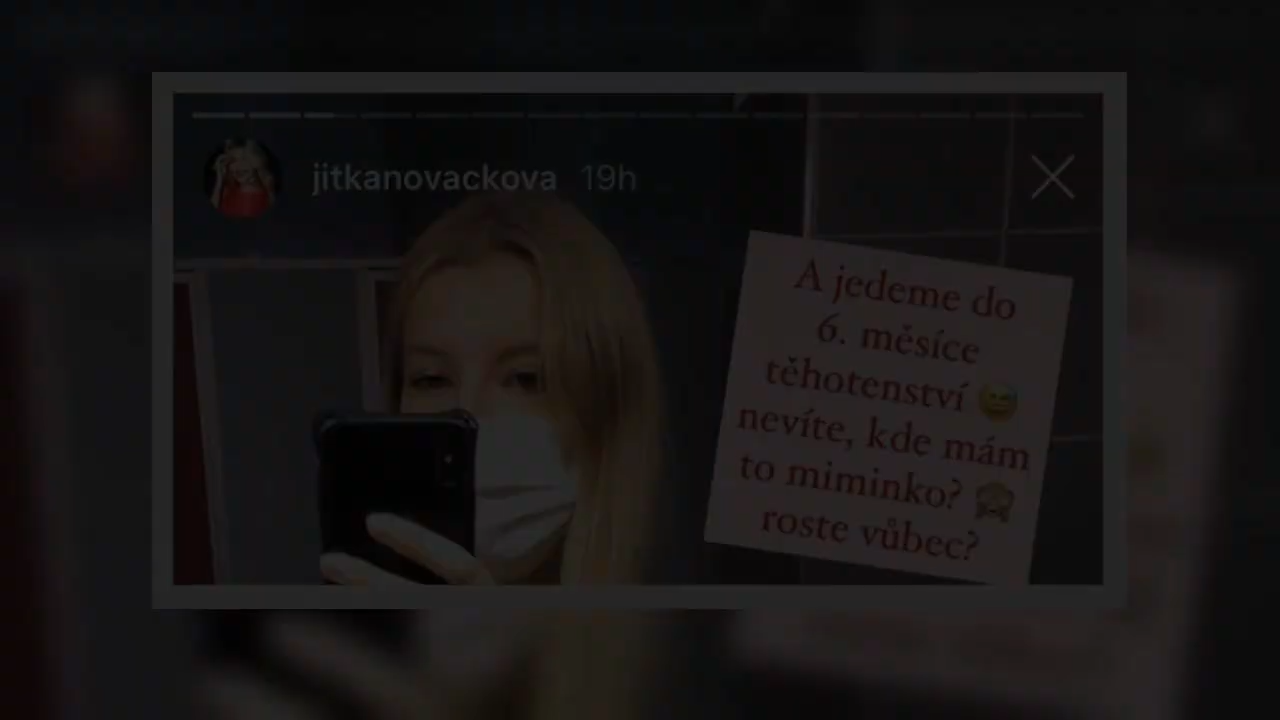 jitkanovackova 19h
A jedeme do
6. měsíce
těhotenství 😅
nevíte, kde mám
to miminko? 🙈
roste vůbec?